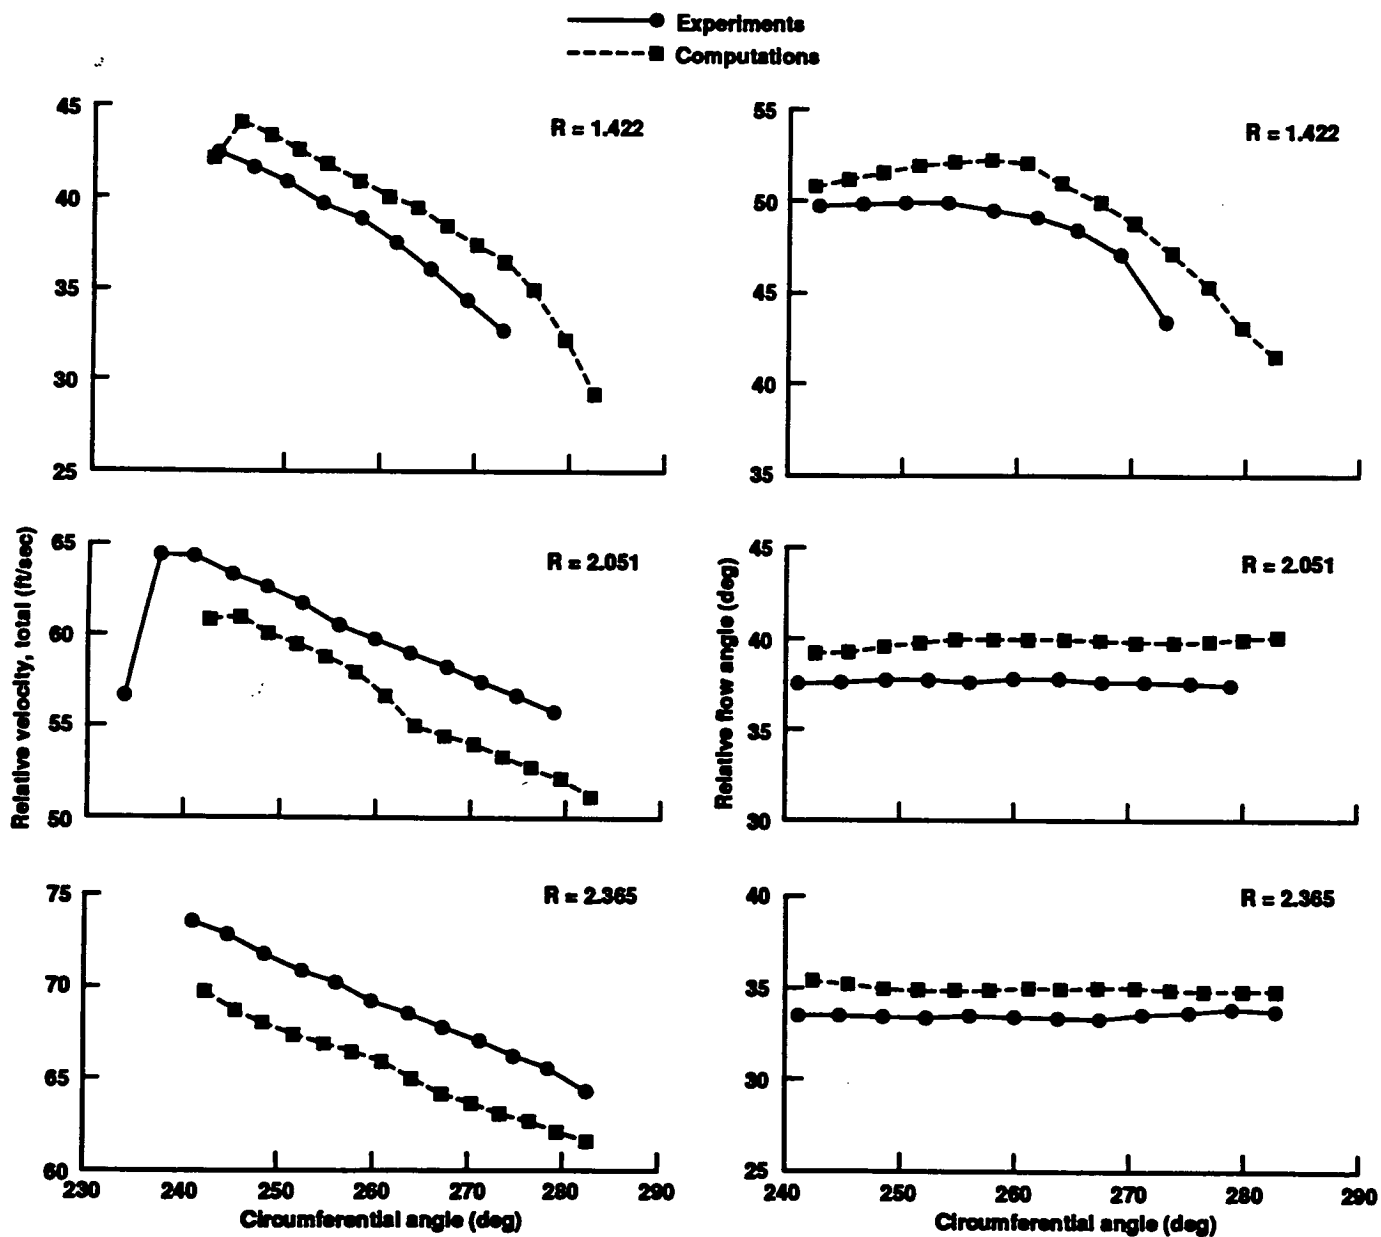 Experiments
Computations
R = 1.422
45
40
35
30
25
R = 1.422
55
50
45
40
35
Relative velocity, total (ft/sec)
R = 2.051
65
60
55
50
Relative flow angle (deg)
R = 2.051
45
40
35
30
R = 2.365
75
70
65
60
230 240 250 260 270 280 290
Circumferential angle (deg)
R = 2.365
40
35
30
25
240 250 260 270 280 290
Circumferential angle (deg)